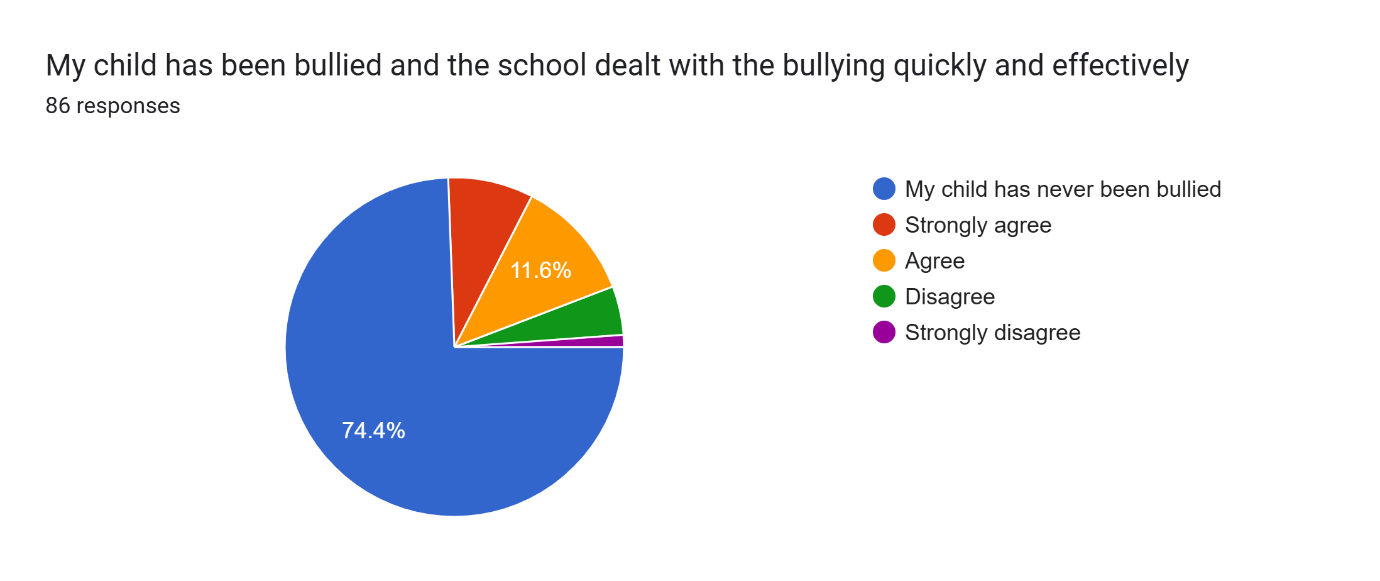 My child has been bullied and the school dealt with the bullying quickly and effectively
86 responses
My child has never been bullied
Strongly agree
Agree
Disagree
Strongly disagree
11.6%
74.4%